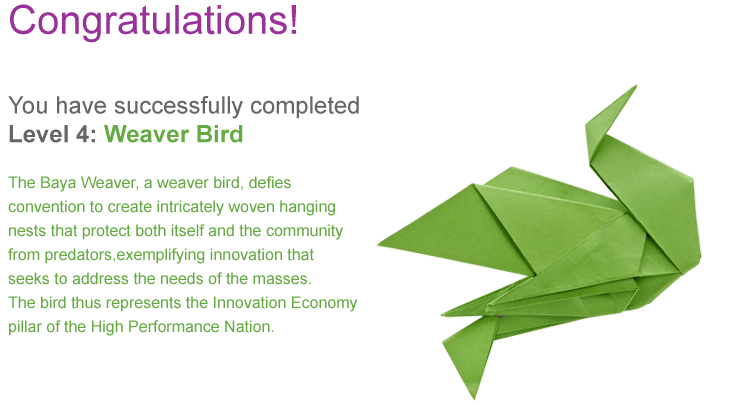 Congratulations!
You have successfully completed
Level 4: Weaver Bird
The Baya Weaver, a weaver bird, defies
convention to create intricately woven hanging
nests that protect both itself and the community
from predators,exemplifying innovation that
seeks to address the needs of the masses.
The bird thus represents the Innovation Economy
pillar of the High Performance Nation.